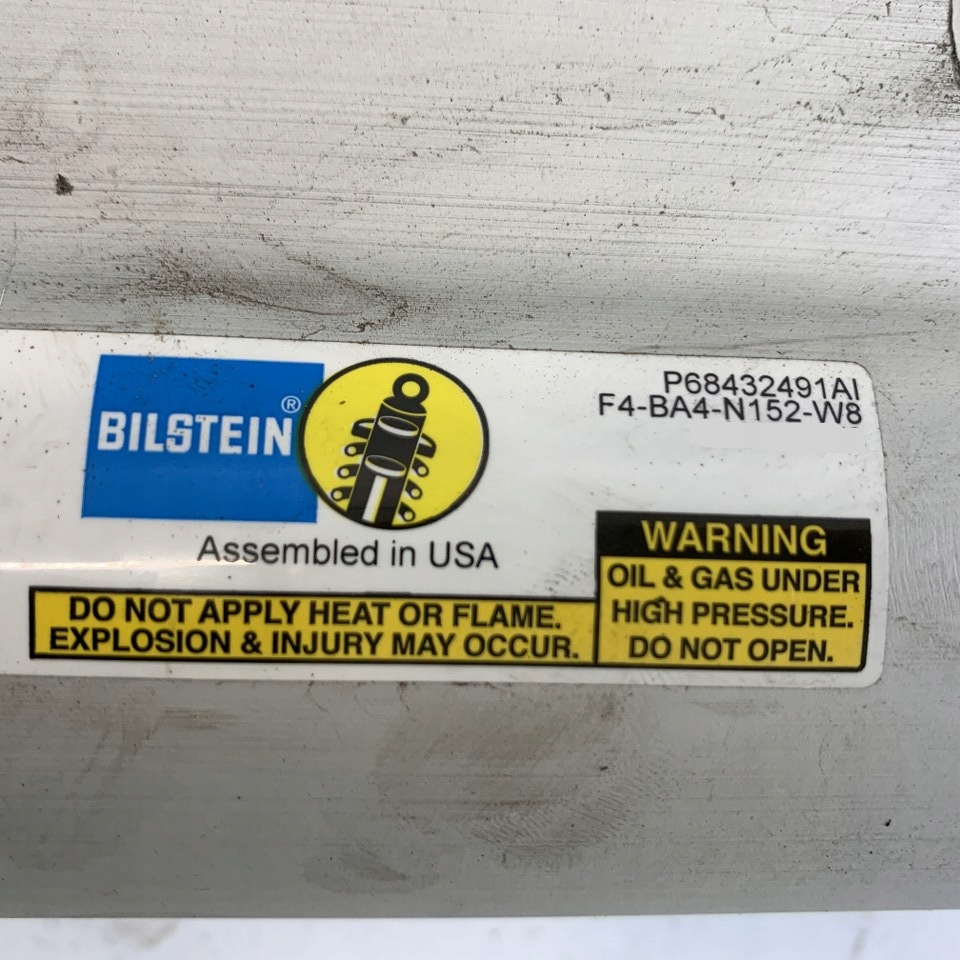 BILSTEIN®
P68432491AI
F4-BA4-N152-W8
Assembled in USA
DO NOT APPLY HEAT OR FLAME.
EXPLOSION & INJURY MAY OCCUR.
WARNING
OIL & GAS UNDER
HIGH PRESSURE.
DO NOT OPEN.